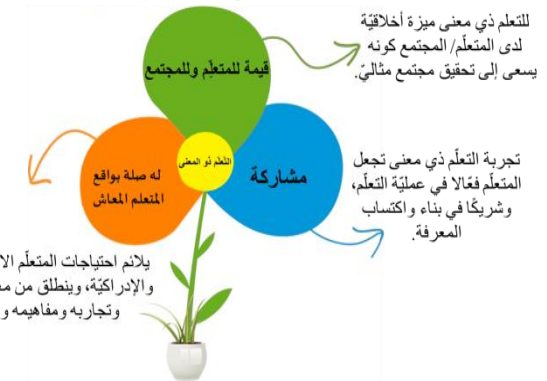 للتعلم ذي معنى ميزة أخلاقيّة
لدى المتعلّم/ المجتمع كونه
يسعى إلى تحقيق مجتمع مثاليّ.
قيمة للمتعلّم وللمجتمع
تجربة التعلّم ذي معنى تجعل
المتعلّم فعّالا في عمليّة التعلّم،
وشريكًا في بناء واكتساب
المعرفة.
مشاركة
التعلّم ذو المعنى
له صلة بواقع
المتعلم المعاش
يلائم احتياجات المتعلّم
والإدراكيّة، وينطلق من
وتجاربه ومفاهيمه